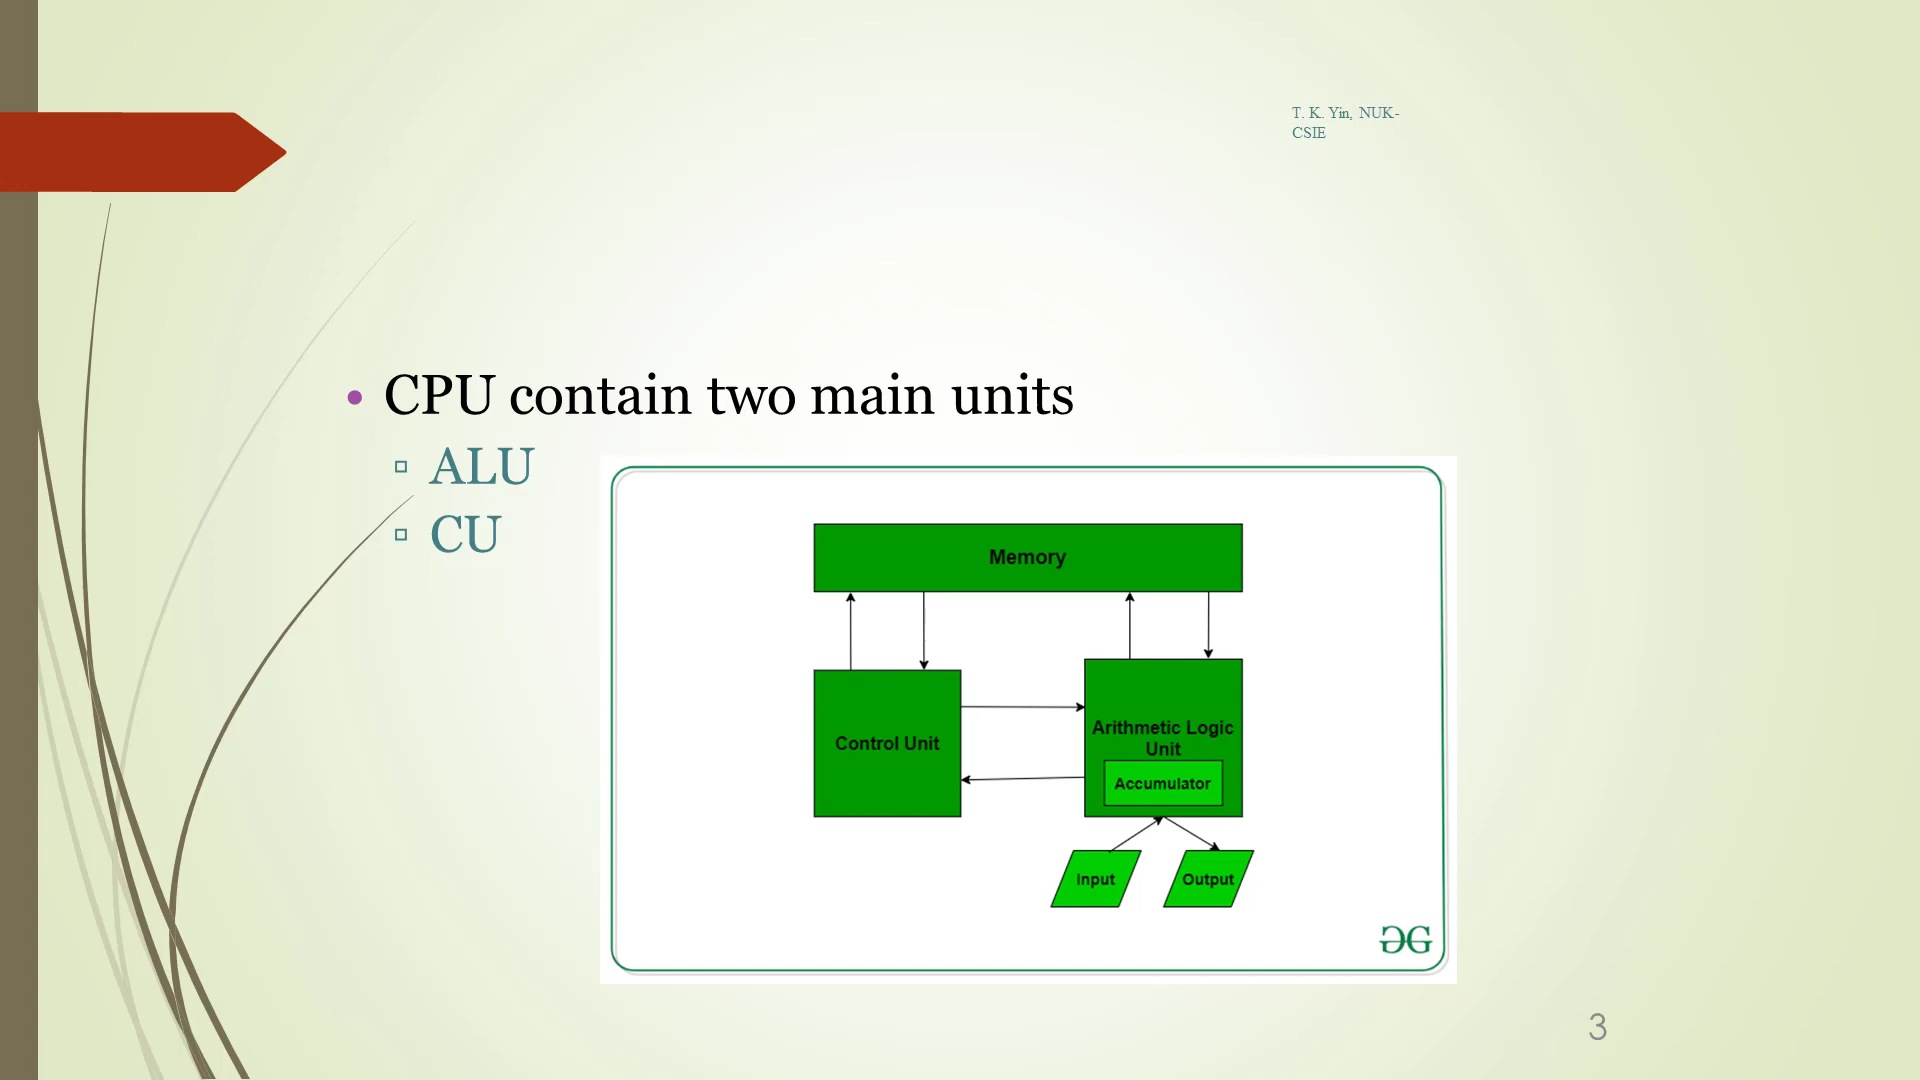 T. K. Yin, NUK-
CSIE
CPU contain two main units
ALU
CU
Memory
Control Unit
Arithmetic Logic
Unit
Accumulator
Input
Output
3